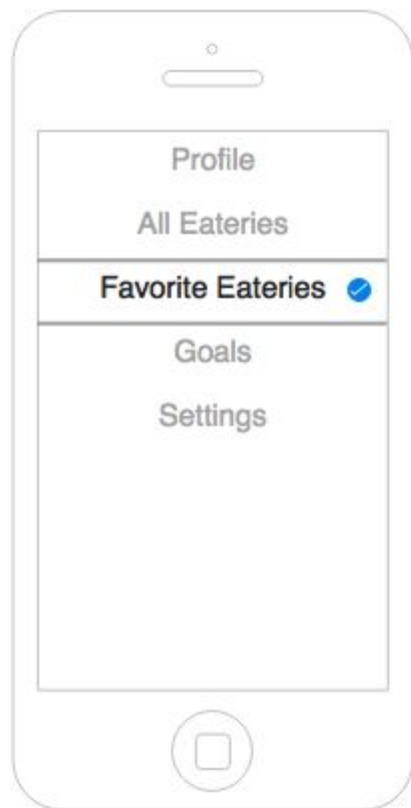 Profile
All Eateries
Favorite Eateries
Goals
Settings